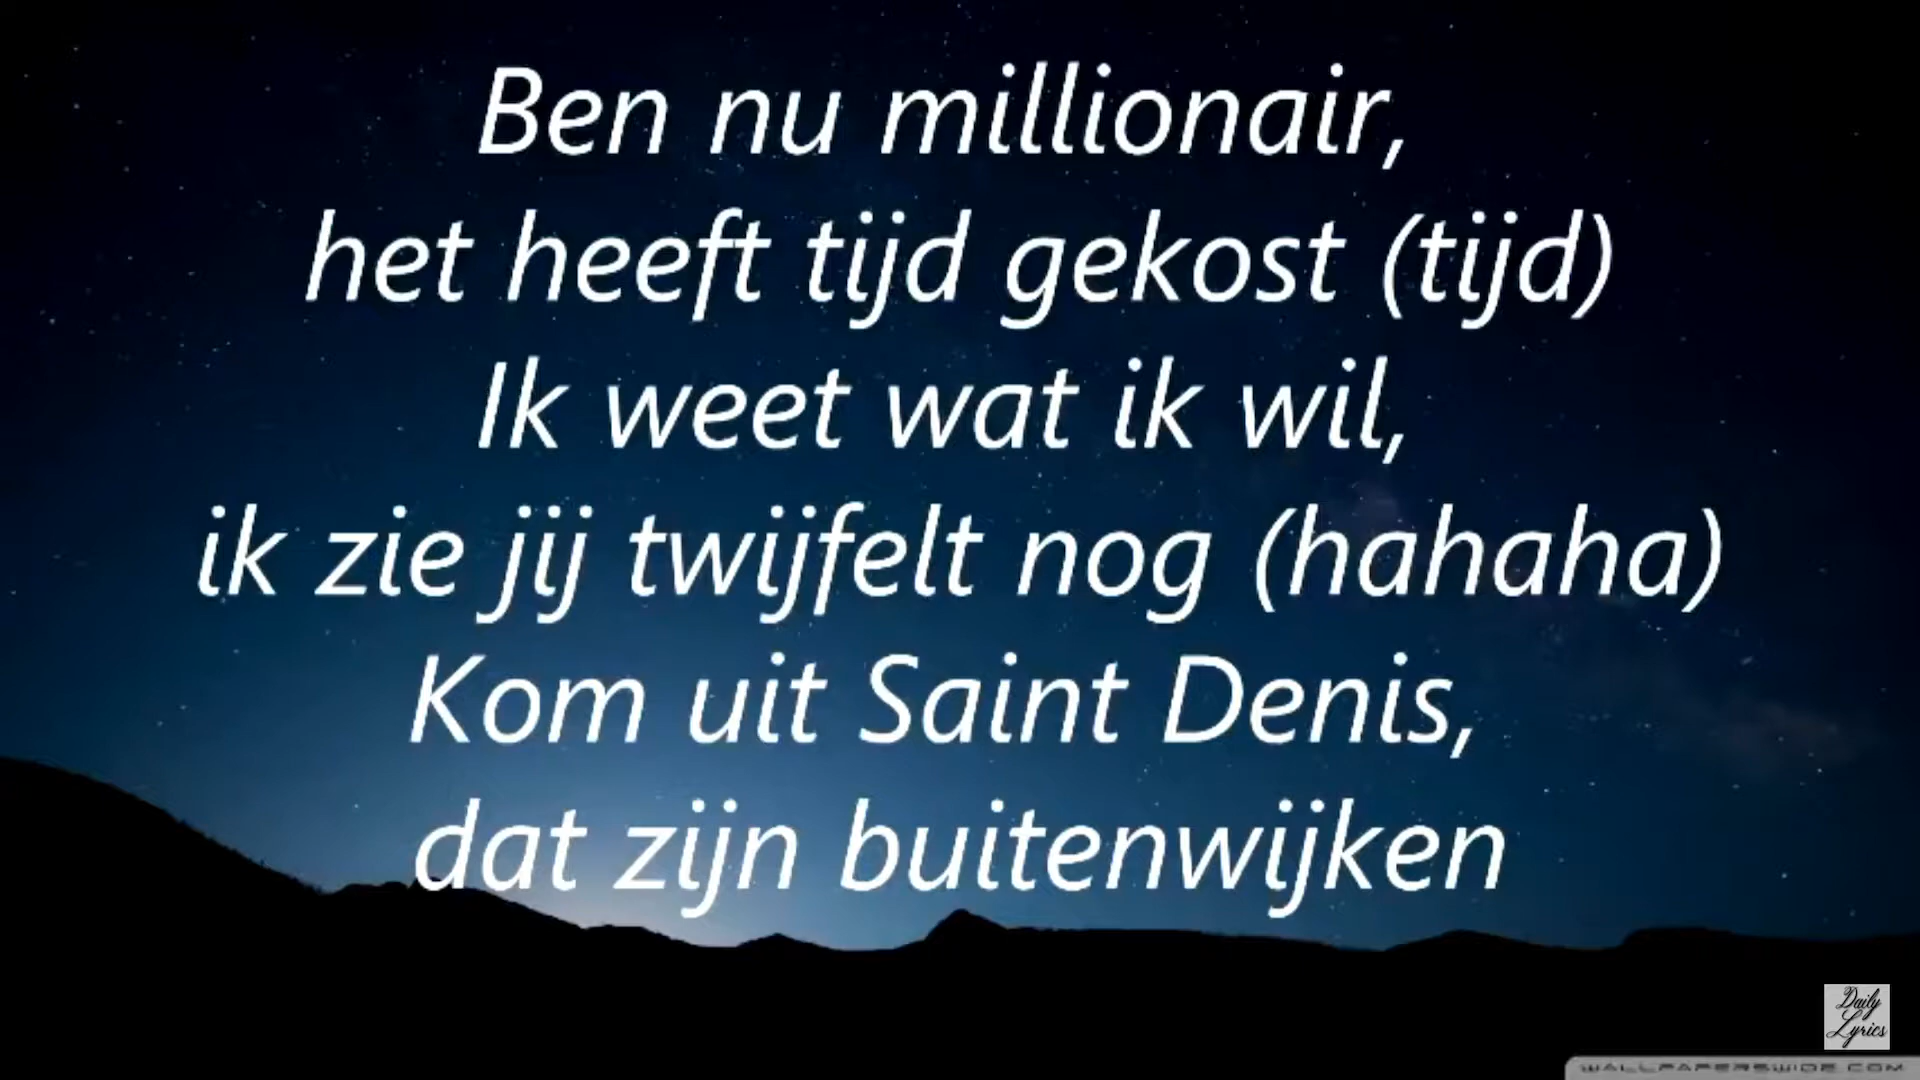 Ben nu millionair,
het heeft tijd gekost (tijd)
Ik weet wat ik wil,
ik zie jij twijfelt nog (hahaha)
Kom uit Saint Denis,
dat zijn buitenwijken
Daily
Lyrics
WALLPAPERSWIDE.COM